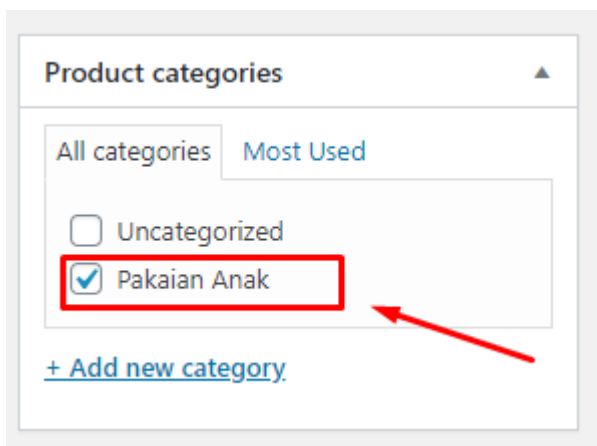 Product categories
All categories Most Used
Uncategorized
Pakaian Anak
+ Add new category